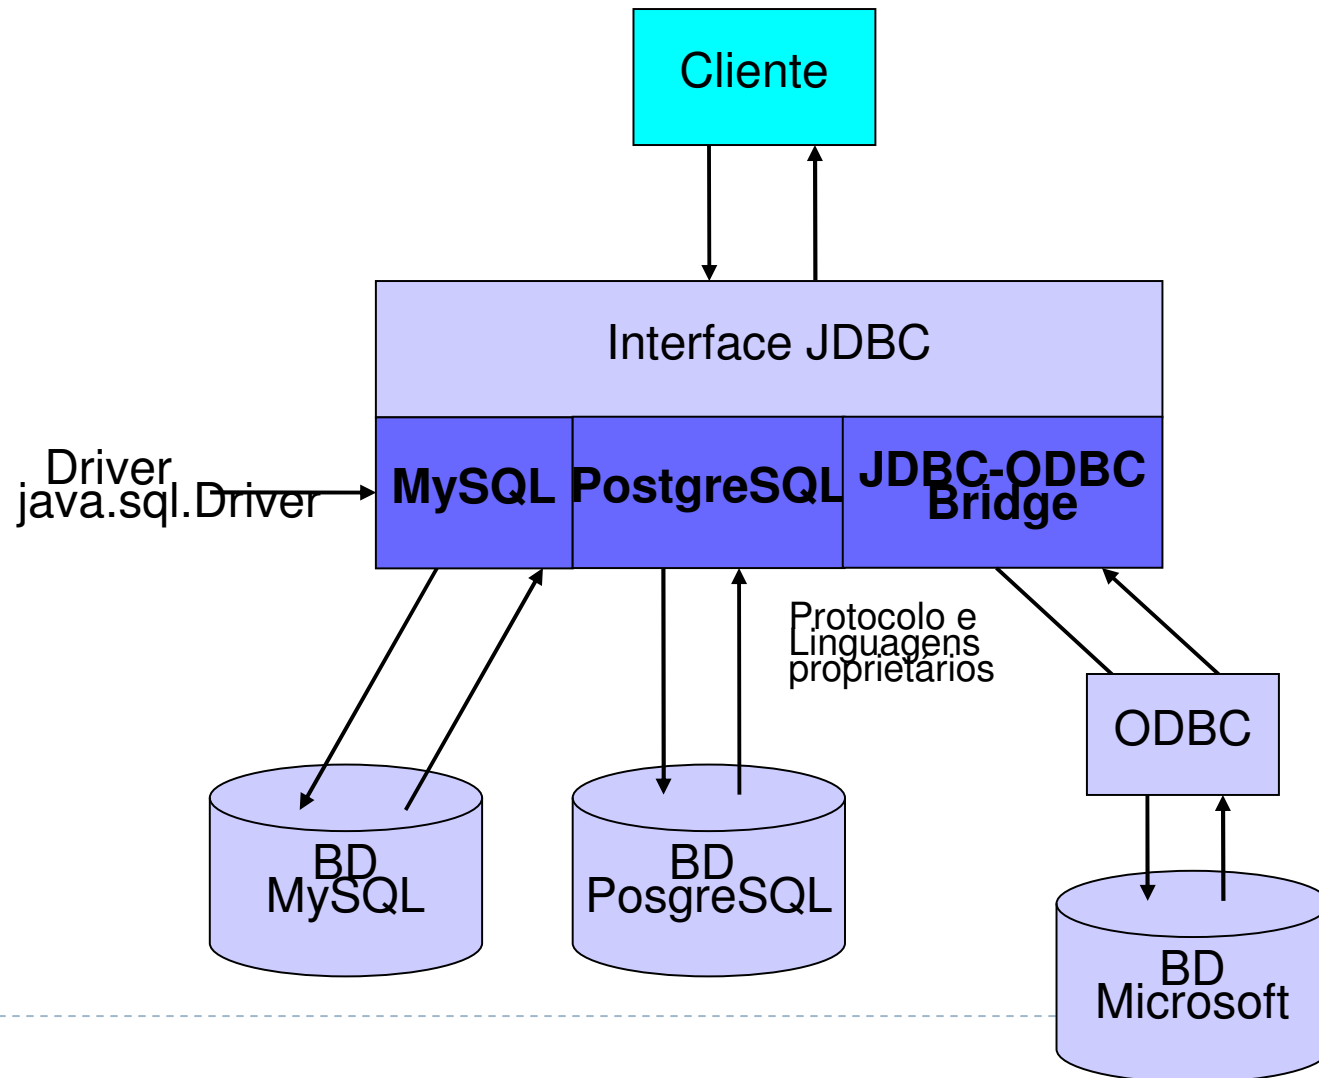 Cliente
Interface JDBC
Driver
java.sql.Driver
MySQL
PostgreSQL
JDBC-ODBC
Bridge
Protocolo e
Linguagens
proprietários
ODBC
BD
MySQL
BD
PosgreSQL
BD
Microsoft